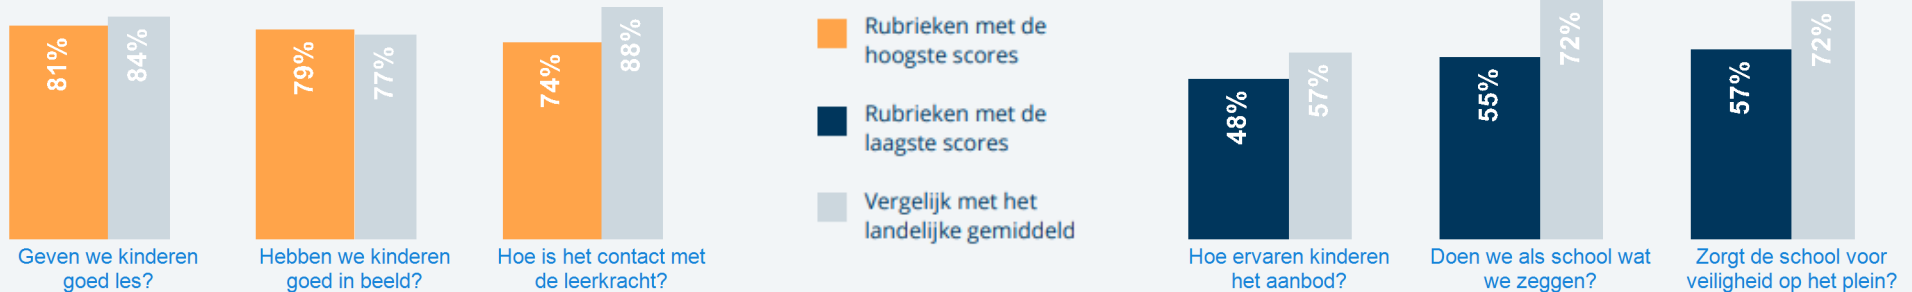 81%
84%
Geven we kinderen
goed les?
79%
77%
Hebben we kinderen
goed in beeld?
74%
88%
Hoe is het contact met
de leerkracht?
Rubrieken met de
hoogste scores
Rubrieken met de
laagste scores
Vergelijk met het
landelijke gemiddeld
48%
57%
Hoe ervaren kinderen
het aanbod?
55%
72%
Doen we als school wat
we zeggen?
57%
72%
Zorgt de school voor
veiligheid op het plein?